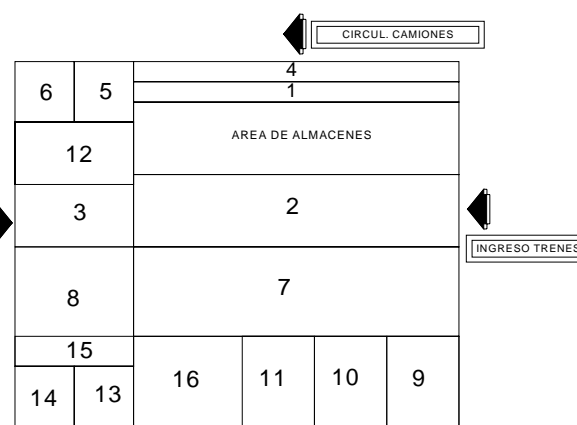 CIRCUL. CAMIONES
4
6 5 1
AREA DE ALMACENES
12
3 2
INGRESO TRENES
8 7
15
14 13 16 11 10 9